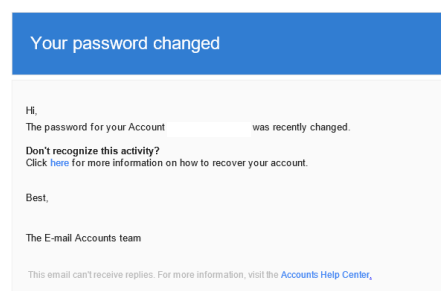 Your password changed
Hi,
The password for your Account was recently changed.
Don't recognize this activity?
Click here for more information on how to recover your account.
Best,
The E-mail Accounts team
This email can't receive replies. For more information, visit the Accounts Help Center.